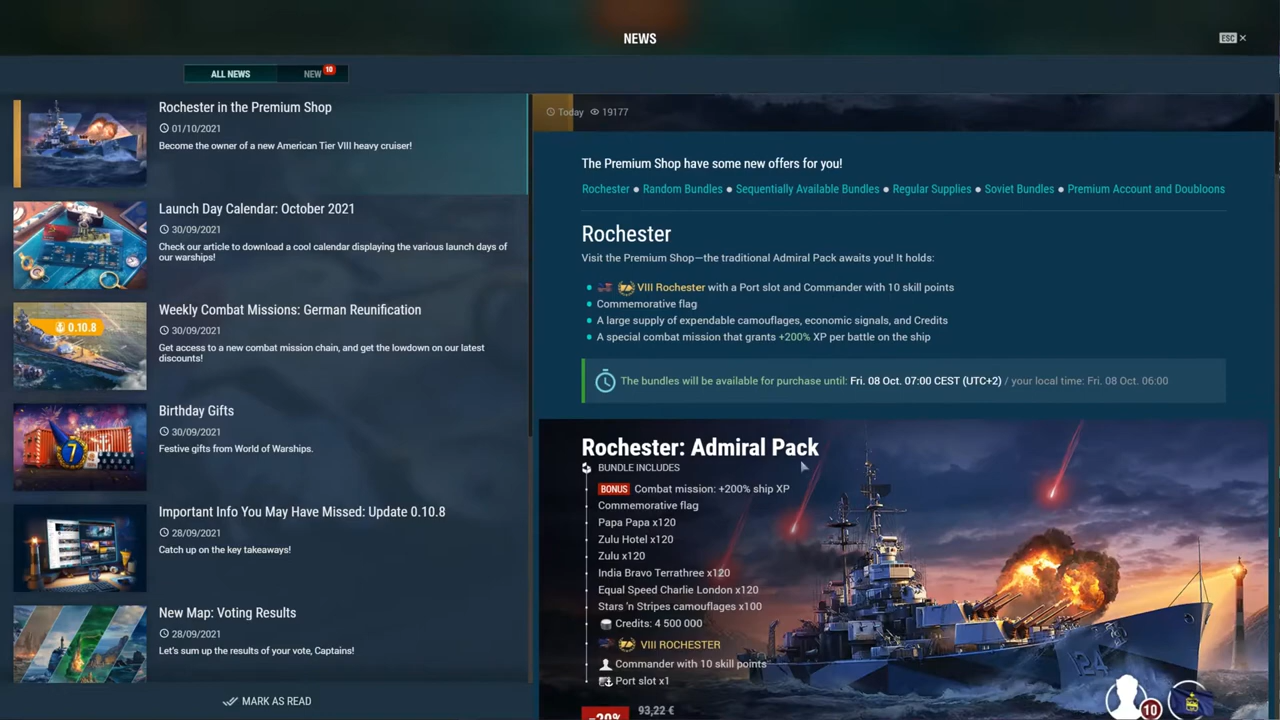 NEWS
ESC ×
ALL NEWS
NEW
10
Rochester in the Premium Shop
01/10/2021
Become the owner of a new American Tier VIII heavy cruiser!
Launch Day Calendar: October 2021
30/09/2021
Check our article to download a cool calendar displaying the various launch days of
our warships!
0.10.8
Weekly Combat Missions: German Reunification
30/09/2021
Get access to a new combat mission chain, and get the lowdown on our latest
discounts!
7
Birthday Gifts
30/09/2021
Festive gifts from World of Warships.
Important Info You May Have Missed: Update 0.10.8
28/09/2021
Catch up on the key takeaways!
New Map: Voting Results
28/09/2021
Let's sum up the results of your vote, Captains!
MARK AS READ
Today 19177
The Premium Shop have some new offers for you!
Rochester ● Random Bundles ● Sequentially Available Bundles ● Regular Supplies ● Soviet Bundles ● Premium Account and Doubloons
Rochester
Visit the Premium Shop—the traditional Admiral Pack awaits you! It holds:
VIII Rochester with a Port slot and Commander with 10 skill points
Commemorative flag
A large supply of expendable camouflages, economic signals, and Credits
A special combat mission that grants +200% XP per battle on the ship
The bundles will be available for purchase until: Fri. 08 Oct. 07:00 CEST (UTC+2) / your local time: Fri. 08 Oct. 06:00
Rochester: Admiral Pack
BUNDLE INCLUDES
BONUS Combat mission: +200% ship XP
Commemorative flag
Papa Papa x120
Zulu Hotel x120
Zulu x120
India Bravo Terrathree x120
Equal Speed Charlie London x120
Stars 'n Stripes camouflages x100
Credits: 4 500 000
VIII ROCHESTER
Commander with 10 skill points
Port slot x1
124
10
-20%
93,22 €